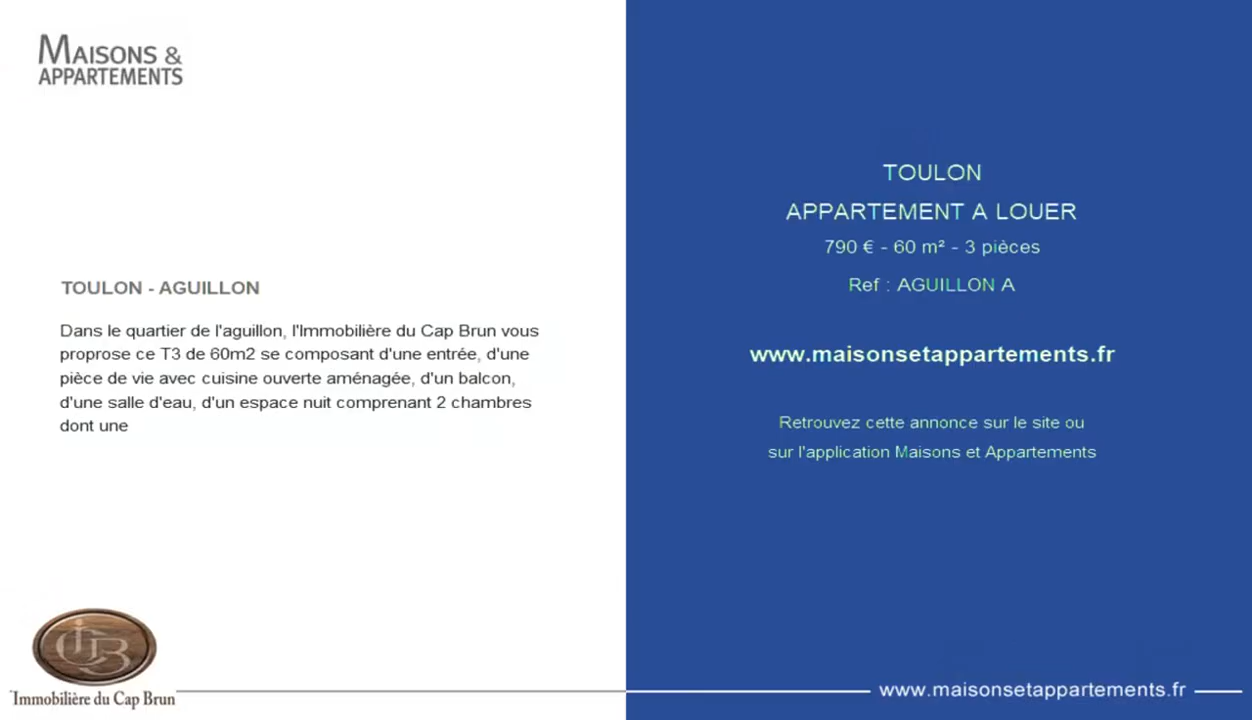 MAISONS &
APPARTEMENTS
TOULON - AGUILLON
Dans le quartier de l'aguillon, l'Immobilière du Cap Brun vous
proprose ce T3 de 60m2 se composant d'une entrée, d'une
pièce de vie avec cuisine ouverte aménagée, d'un balcon,
d'une salle d'eau, d'un espace nuit comprenant 2 chambres
dont une
ICB
Immobilière du Cap Brun
TOULON
APPARTEMENT A LOUER
790 € - 60 m² - 3 pièces
Ref : AGUILLON A
www.maisonsetappartements.fr
Retrouvez cette annonce sur le site ou
sur l'application Maisons et Appartements
www.maisonsetappartements.fr